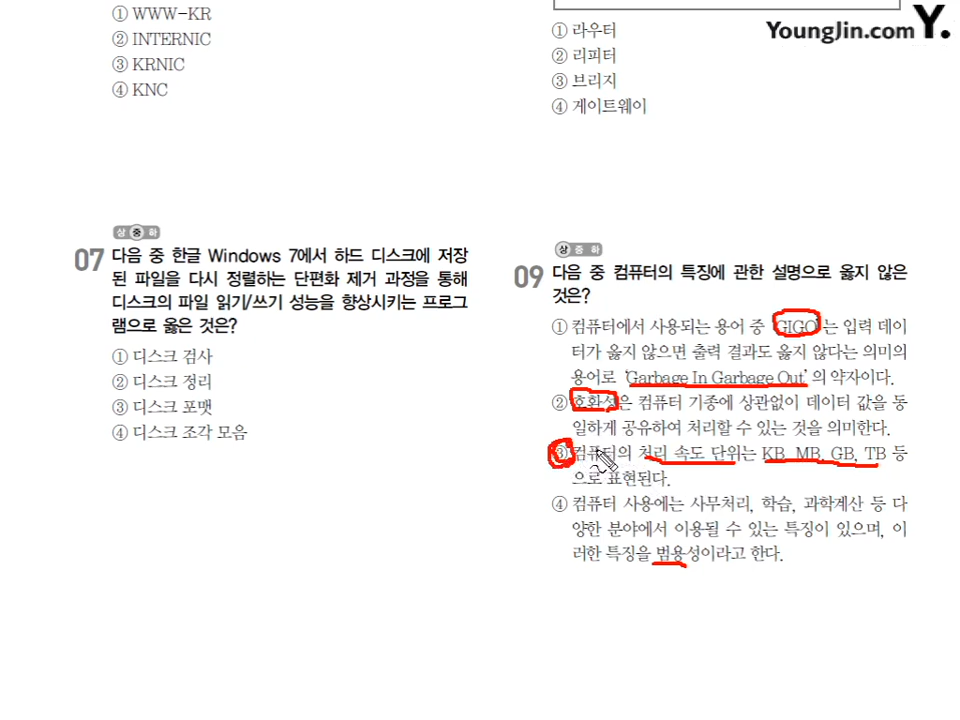 ① WWW-KR
② INTERNIC
③ KRNIC
④ KNC
상 중 하
07 다음 중 한글 Windows 7에서 하드 디스크에 저장
된 파일을 다시 정렬하는 단편화 제거 과정을 통해
디스크의 파일 읽기/쓰기 성능을 향상시키는 프로그
램으로 옳은 것은?
① 디스크 검사
② 디스크 정리
③ 디스크 포맷
④ 디스크 조각 모음
YoungJin.com Y.
① 라우터
② 리피터
③ 브리지
④ 게이트웨이
상 중 하
09 다음 중 컴퓨터의 특징에 관한 설명으로 옳지 않은
것은?
① 컴퓨터에서 사용되는 용어 중 'GIGO'는 입력 데이
터가 옳지 않으면 출력 결과도 옳지 않다는 의미의
용어로 'Garbage In Garbage Out'의 약자이다.
② 호환성은 컴퓨터 기종에 상관없이 데이터 값을 동
일하게 공유하여 처리할 수 있는 것을 의미한다.
③ 컴퓨터의 처리 속도 단위는 KB, MB, GB, TB 등
으로 표현된다.
④ 컴퓨터 사용에는 사무처리, 학습, 과학계산 등 다
양한 분야에서 이용될 수 있는 특징이 있으며, 이
러한 특징을 범용성이라고 한다.